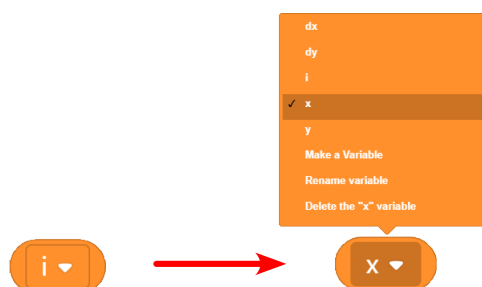 dx
dy
i
✓ x
y
Make a Variable
Rename variable
Delete the "x" variable
i
x